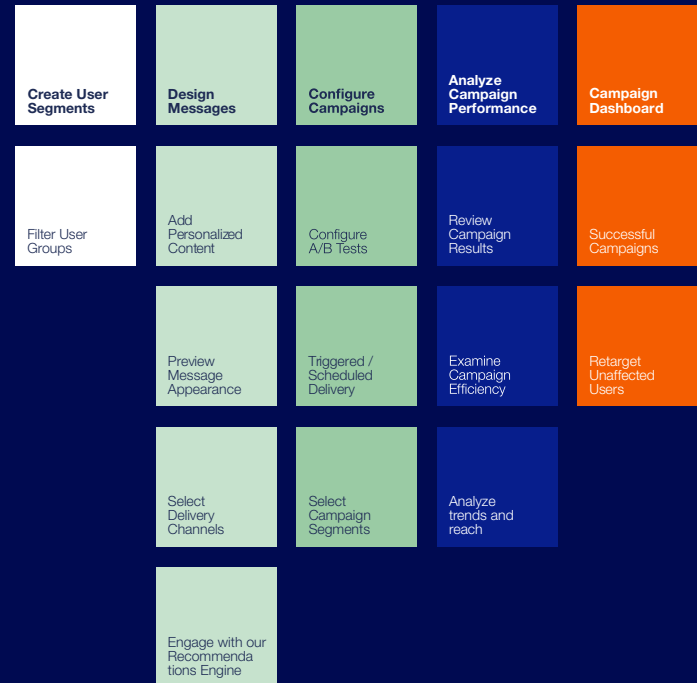 Create User
Segments
Design
Messages
Configure
Campaigns
Analyze
Campaign
Performance
Campaign
Dashboard
Filter User
Groups
Add
Personalized
Content
Configure
A/B Tests
Review
Campaign
Results
Successful
Campaigns
Preview
Message
Appearance
Triggered /
Scheduled
Delivery
Examine
Campaign
Efficiency
Retarget
Unaffected
Users
Select
Delivery
Channels
Select
Campaign
Segments
Analyze
trends and
reach
Engage with our
Recommenda
tions Engine